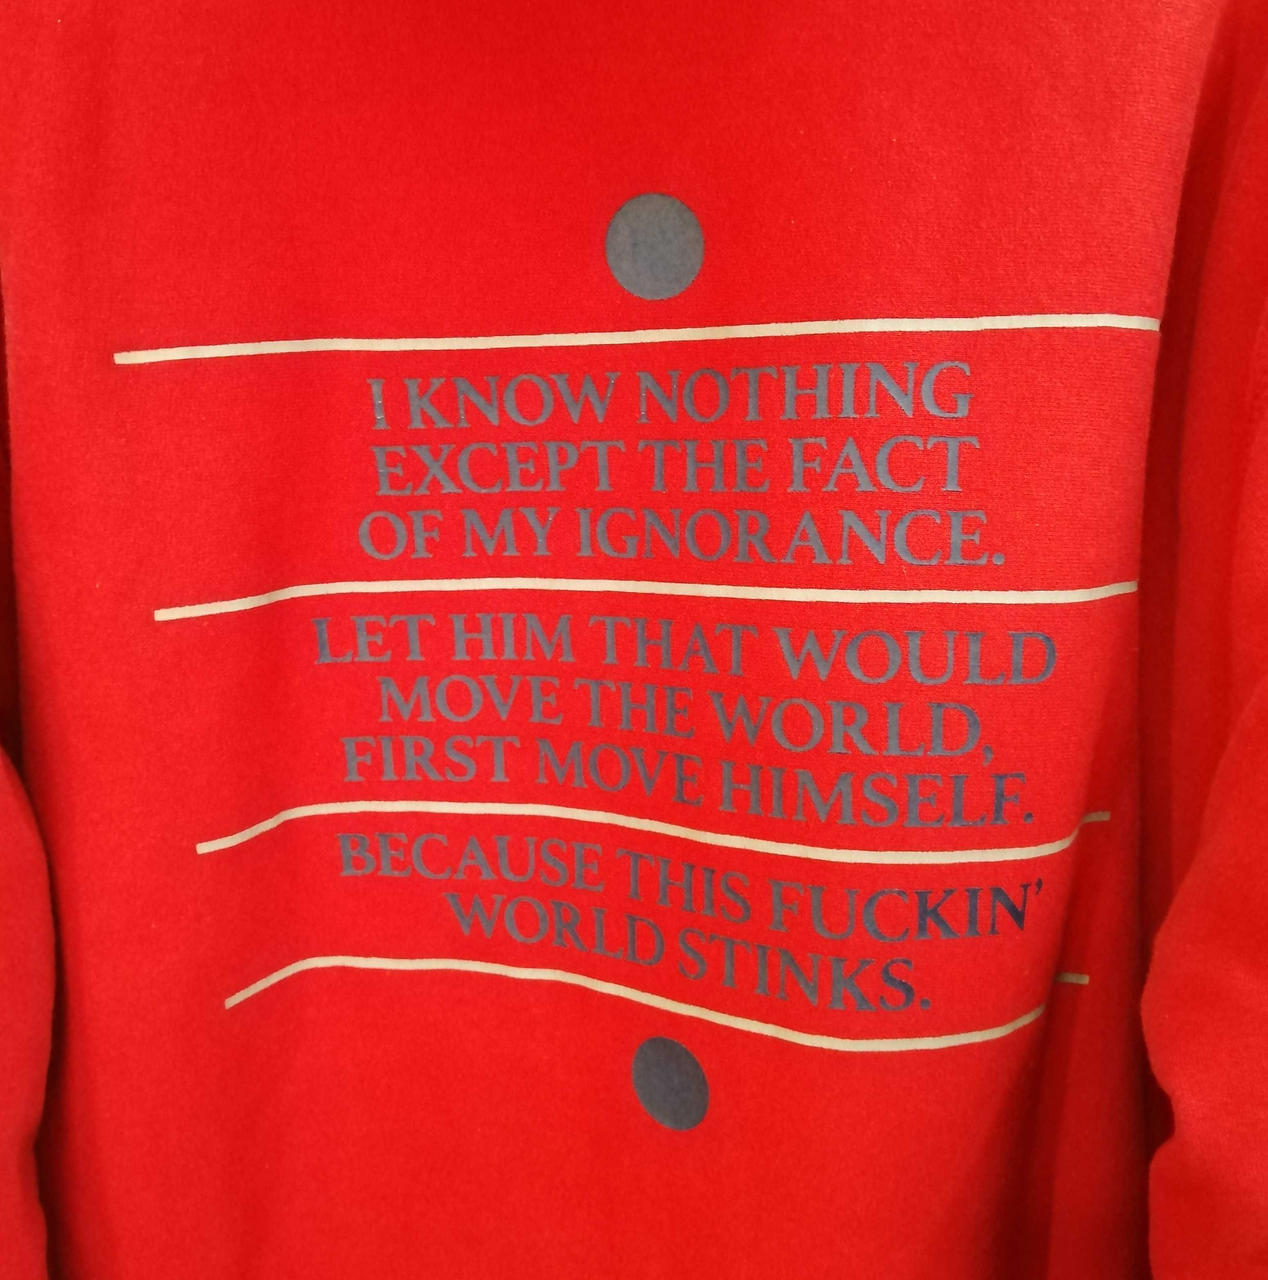 I KNOW NOTHING
EXCEPT THE FACT
OF MY IGNORANCE.
LET HIM THAT WOULD
MOVE THE WORLD,
FIRST MOVE HIMSELF.
BECAUSE THIS FUCKIN’
WORLD STINKS.